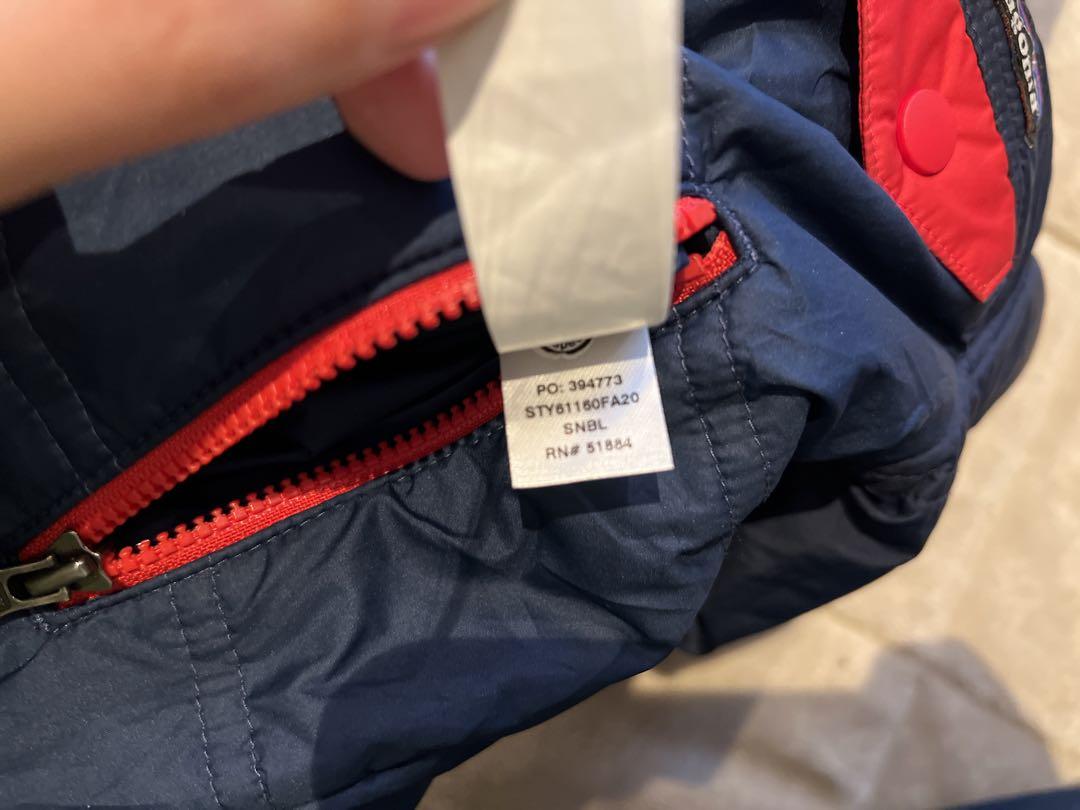 PO: 394773
STY61160FA20
SNBL
RN# 51884